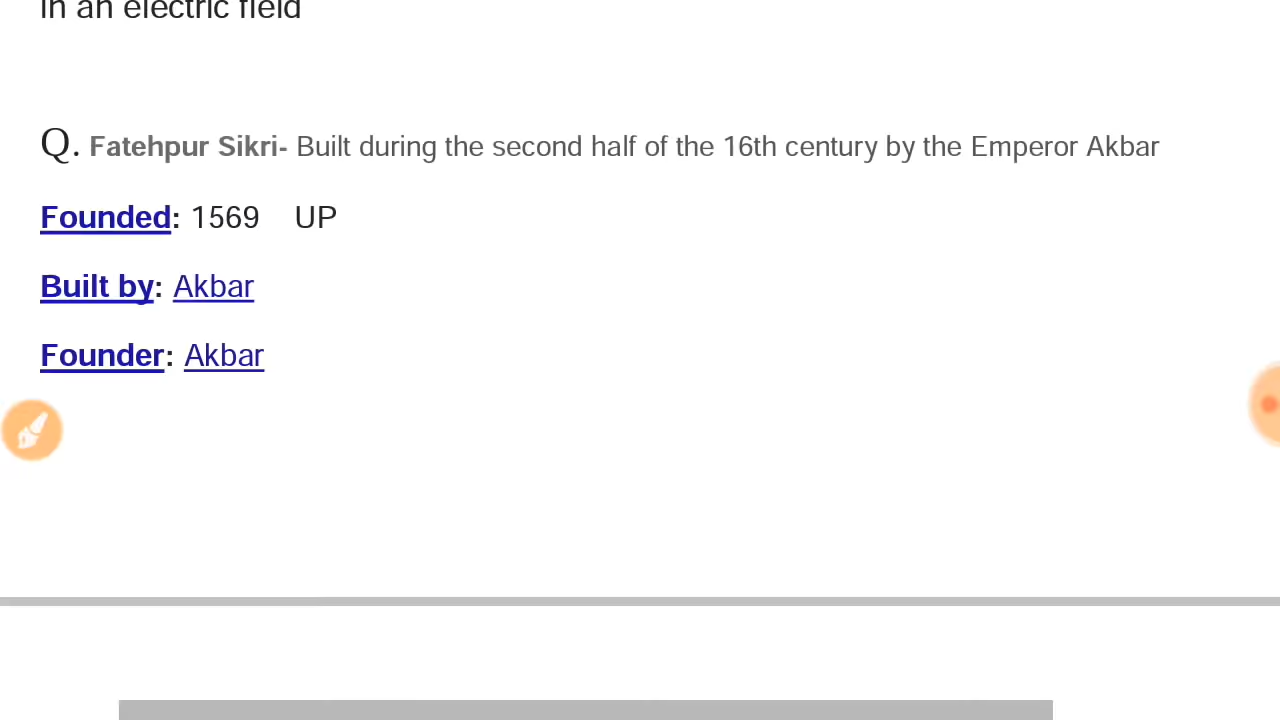 in an electric field
Q. Fatehpur Sikri- Built during the second half of the 16th century by the Emperor Akbar
Founded: 1569 UP
Built by: Akbar
Founder: Akbar